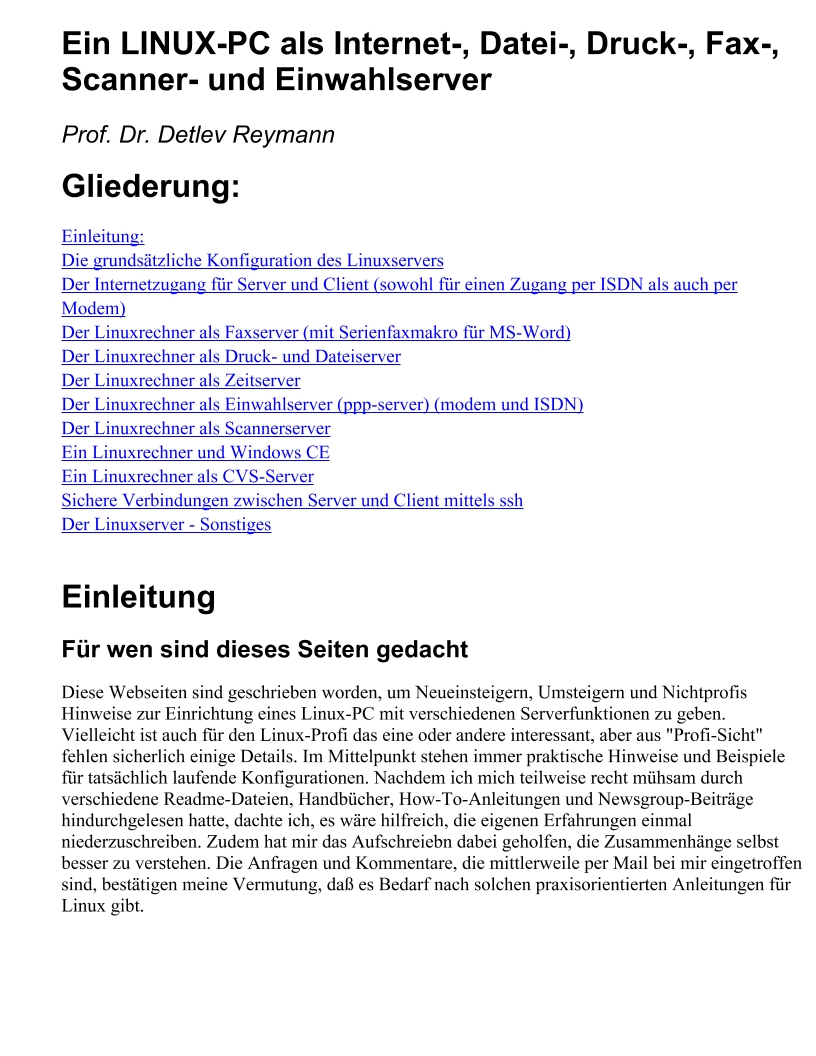 Ein LINUX-PC als Internet-, Datei-, Druck-, Fax-,
Scanner- und Einwahlserver
Prof. Dr. Detlev Reymann
Gliederung:
Einleitung:
Die grundsätzliche Konfiguration des Linuxservers
Der Internetzugang für Server und Client (sowohl für einen Zugang per ISDN als auch per
Modem)
Der Linuxrechner als Faxserver (mit Serienfaxmakro für MS-Word)
Der Linuxrechner als Druck- und Dateiserver
Der Linuxrechner als Zeitserver
Der Linuxrechner als Einwahlserver (ppp-server) (modem und ISDN)
Der Linuxrechner als Scannerserver
Ein Linuxrechner und Windows CE
Ein Linuxrechner als CVS-Server
Sichere Verbindungen zwischen Server und Client mittels ssh
Der Linuxserver - Sonstiges
Einleitung
Für wen sind dieses Seiten gedacht
Diese Webseiten sind geschrieben worden, um Neueinsteigern, Umsteigern und Nichtprofis
Hinweise zur Einrichtung eines Linux-PC mit verschiedenen Serverfunktionen zu geben.
Vielleicht ist auch für den Linux-Profi das eine oder andere interessant, aber aus "Profi-Sicht"
fehlen sicherlich einige Details. Im Mittelpunkt stehen immer praktische Hinweise und Beispiele
für tatsächlich laufende Konfigurationen. Nachdem ich mich teilweise recht mühsam durch
verschiedene Readme-Dateien, Handbücher, How-To-Anleitungen und Newsgroup-Beiträge
hindurchgelesen hatte, dachte ich, es wäre hilfreich, die eigenen Erfahrungen einmal
niederzuschreiben. Zudem hat mir das Aufschreiebn dabei geholfen, die Zusammenhänge selbst
besser zu verstehen. Die Anfragen und Kommentare, die mittlerweile per Mail bei mir eingetroffen
sind, bestätigen meine Vermutung, daß es Bedarf nach solchen praxisorientierten Anleitungen für
Linux gibt.